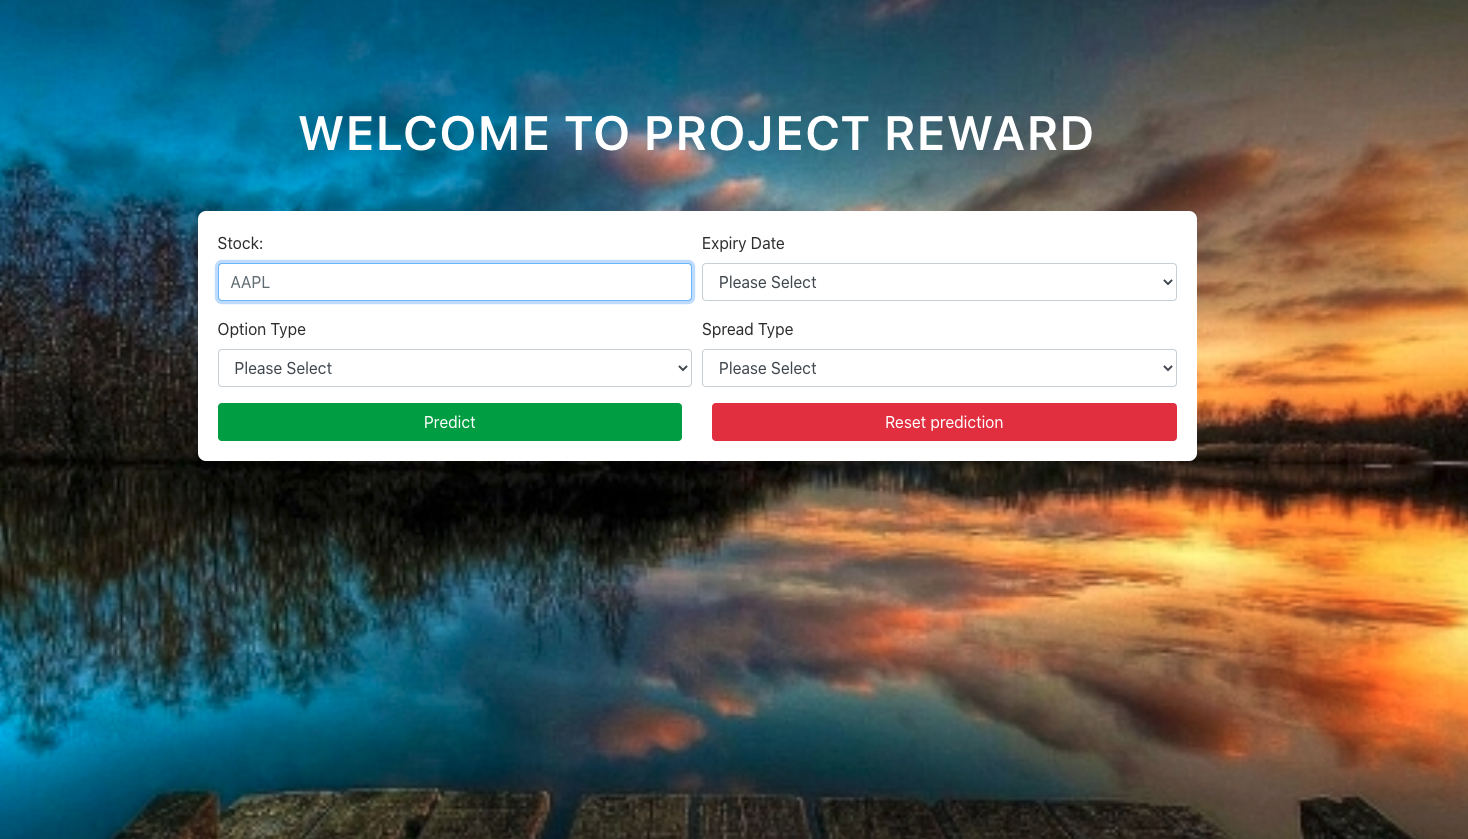 WELCOME TO PROJECT REWARD
Stock:
Expiry Date
AAPL
Please Select
Option Type
Spread Type
Please Select
Please Select
Predict
Reset prediction